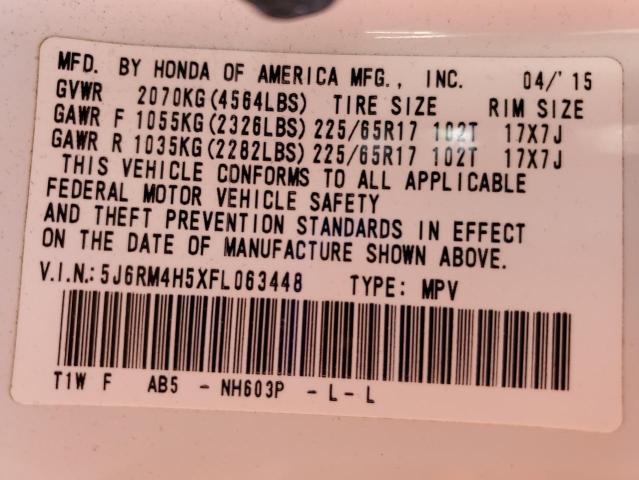 MFD. BY HONDA OF AMERICA MFG., INC. 04/'15
GVWR 2070KG(4564LBS) TIRE SIZE RIM SIZE
GAWR F 1055KG(2326LBS) 225/65R17 102T 17X7J
GAWR R 1035KG(2282LBS) 225/65R17 102T 17X7J
THIS VEHICLE CONFORMS TO ALL APPLICABLE
FEDERAL MOTOR VEHICLE SAFETY
AND THEFT PREVENTION STANDARDS IN EFFECT
ON THE DATE OF MANUFACTURE SHOWN ABOVE.
V.I.N.: 5J6RM4H5XFL063448 TYPE: MPV
T1W F AB5 - NH603P - L - L